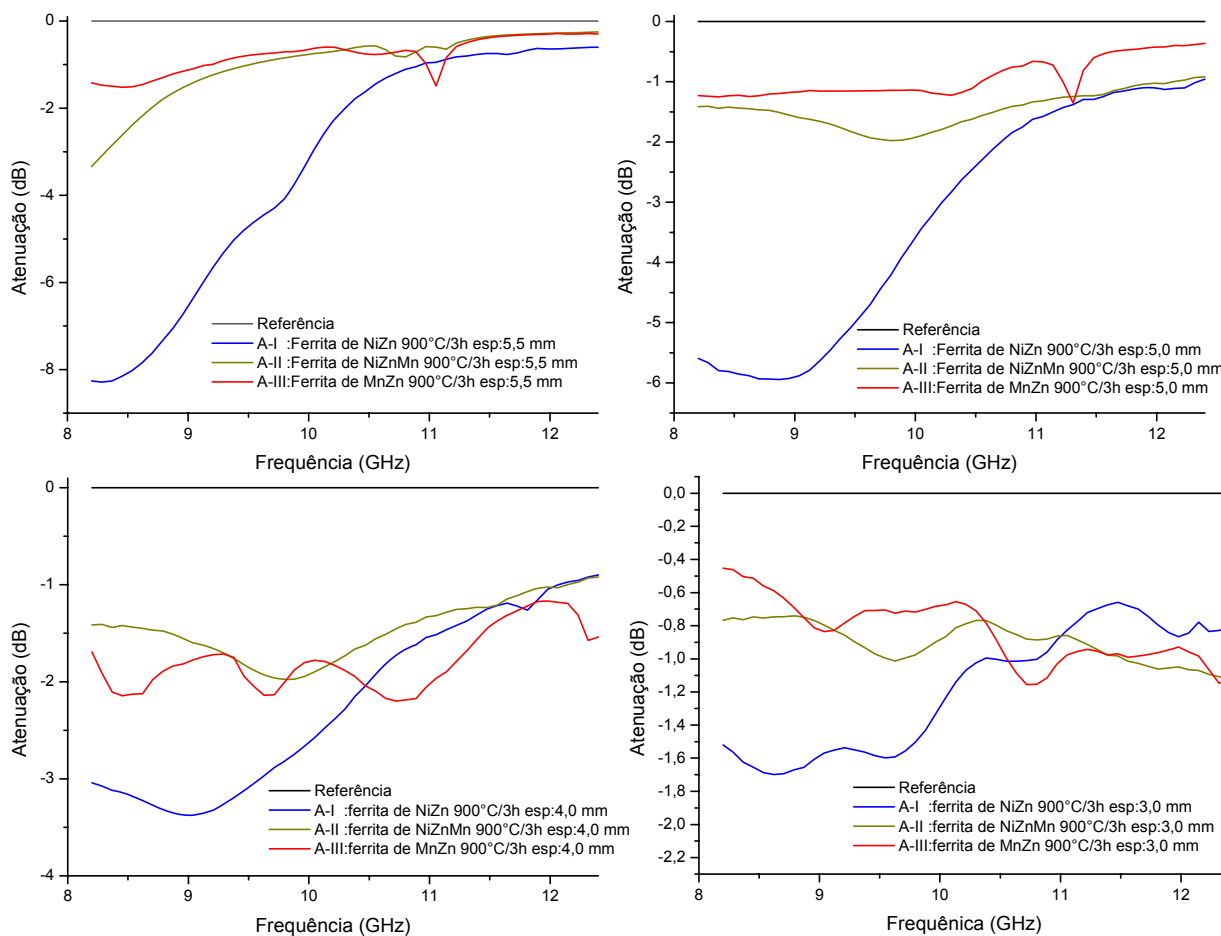 0
-2
-4
-6
-8
Atenuação (dB)
Referência
A-I :Ferrita de NiZn 900°C/3h esp:5,5 mm
A-II :Ferrita de NiZnMn 900°C/3h esp:5,5 mm
A-III:Ferrita de MnZn 900°C/3h esp:5,5 mm
8 9 10 11 12
Frequência (GHz)
0
-1
-2
-3
-4
-5
-6
Atenuação (dB)
Referência
A-I :Ferrita de NiZn 900°C/3h esp:5,0 mm
A-II :Ferrita de NiZnMn 900°C/3h esp:5,0 mm
A-III:Ferrita de MnZn 900°C/3h esp:5,0 mm
8 9 10 11 12
Frequência (GHz)
0
-1
-2
-3
-4
Atenuação (dB)
Referência
A-I :ferrita de NiZn 900°C/3h esp:4,0 mm
A-II :ferrita de NiZnMn 900°C/3h esp:4,0 mm
A-III:ferrita de MnZn 900°C/3h esp:4,0 mm
8 9 10 11 12
Frequência (GHz)
0,0
-0,2
-0,4
-0,6
-0,8
-1,0
-1,2
-1,4
-1,6
-1,8
-2,0
-2,2
Atenuação (dB)
Referência
A-I :ferrita de NiZn 900°C/3h esp:3,0 mm
A-II :ferrita de NiZnMn 900°C/3h esp:3,0 mm
A-III:ferrita de MnZn 900°C/3h esp:3,0 mm
8 9 10 11 12
Frequênica (GHz)